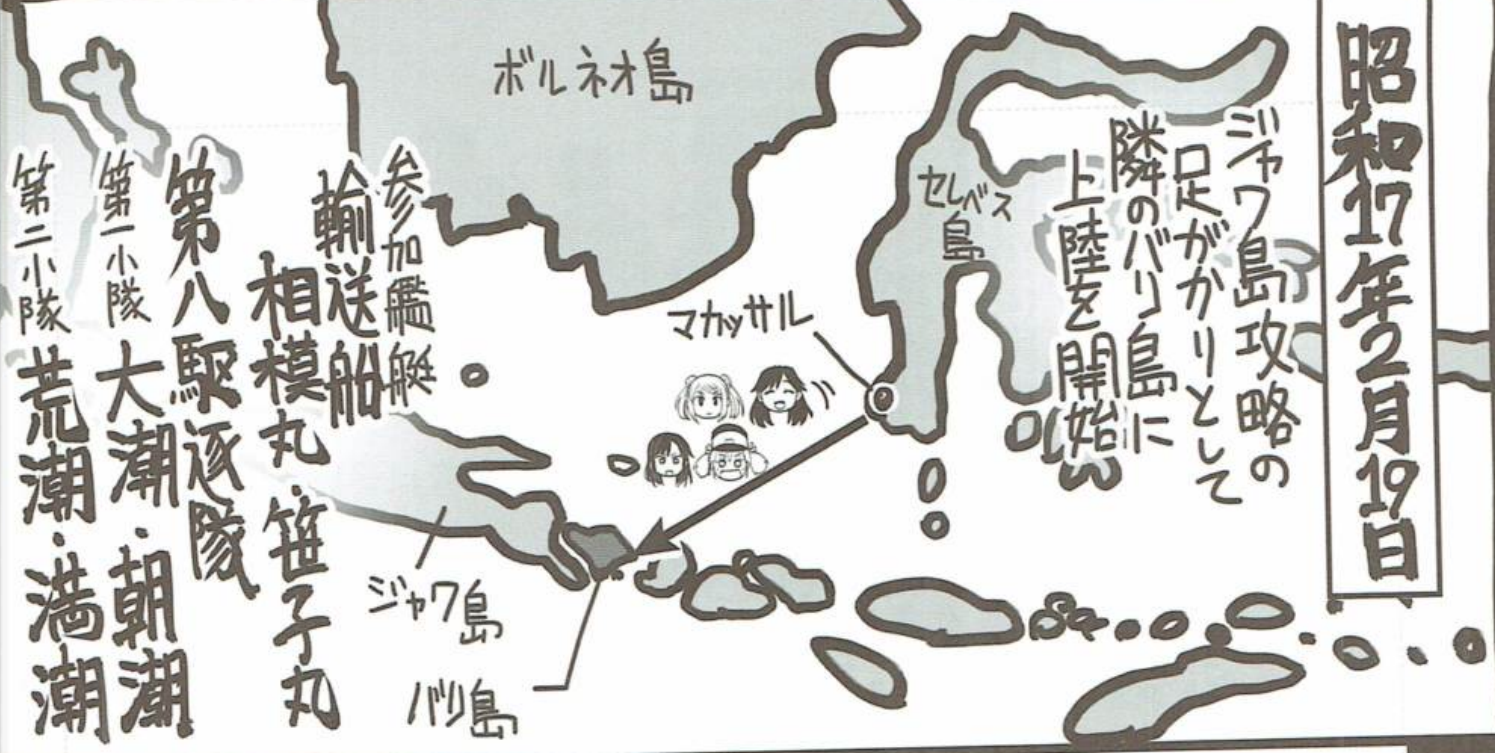 昭和17年2月19日
ジャワ島攻略の
足がかりとして
隣のバリ島に
上陸を開始
セレベス
島
マカッサル
ボルネオ島
参加艦艇
輸送船
相模丸・笹子丸
第八駆逐隊
第一小隊 大潮・朝潮
第二小隊 荒潮・満潮
ジャワ島
バリ島